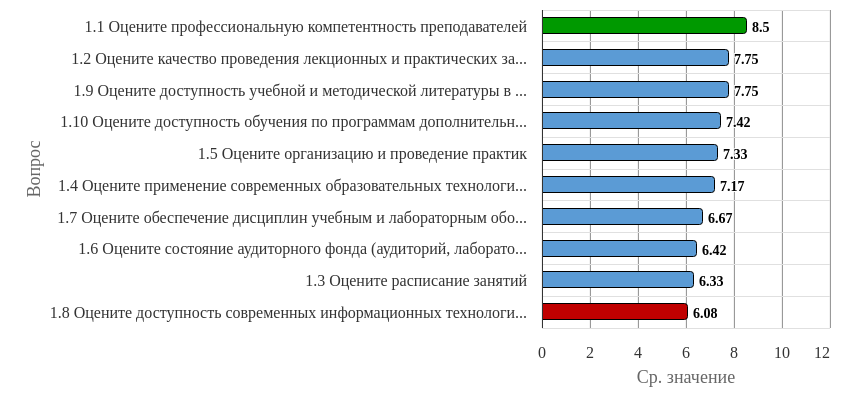 1.1 Оцените профессиональную компетентность преподавателей 8.5
1.2 Оцените качество проведения лекционных и практических за... 7.75
1.9 Оцените доступность учебной и методической литературы в ... 7.75
1.10 Оцените доступность обучения по программам дополнительн... 7.42
1.5 Оцените организацию и проведение практик 7.33
1.4 Оцените применение современных образовательных технологи... 7.17
1.7 Оцените обеспечение дисциплин учебным и лабораторным обо... 6.67
1.6 Оцените состояние аудиторного фонда (аудиторий, лаборато... 6.42
1.3 Оцените расписание занятий 6.33
1.8 Оцените доступность современных информационных технологи... 6.08
Вопрос
0 2 4 6 8 10 12
Ср. значение